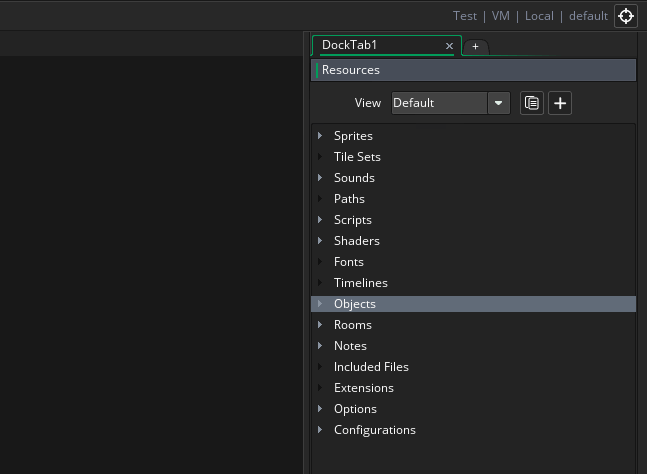 Test | VM | Local | default
DockTab1 × +
Resources
View Default
Sprites
Tile Sets
Sounds
Paths
Scripts
Shaders
Fonts
Timelines
Objects
Rooms
Notes
Included Files
Extensions
Options
Configurations